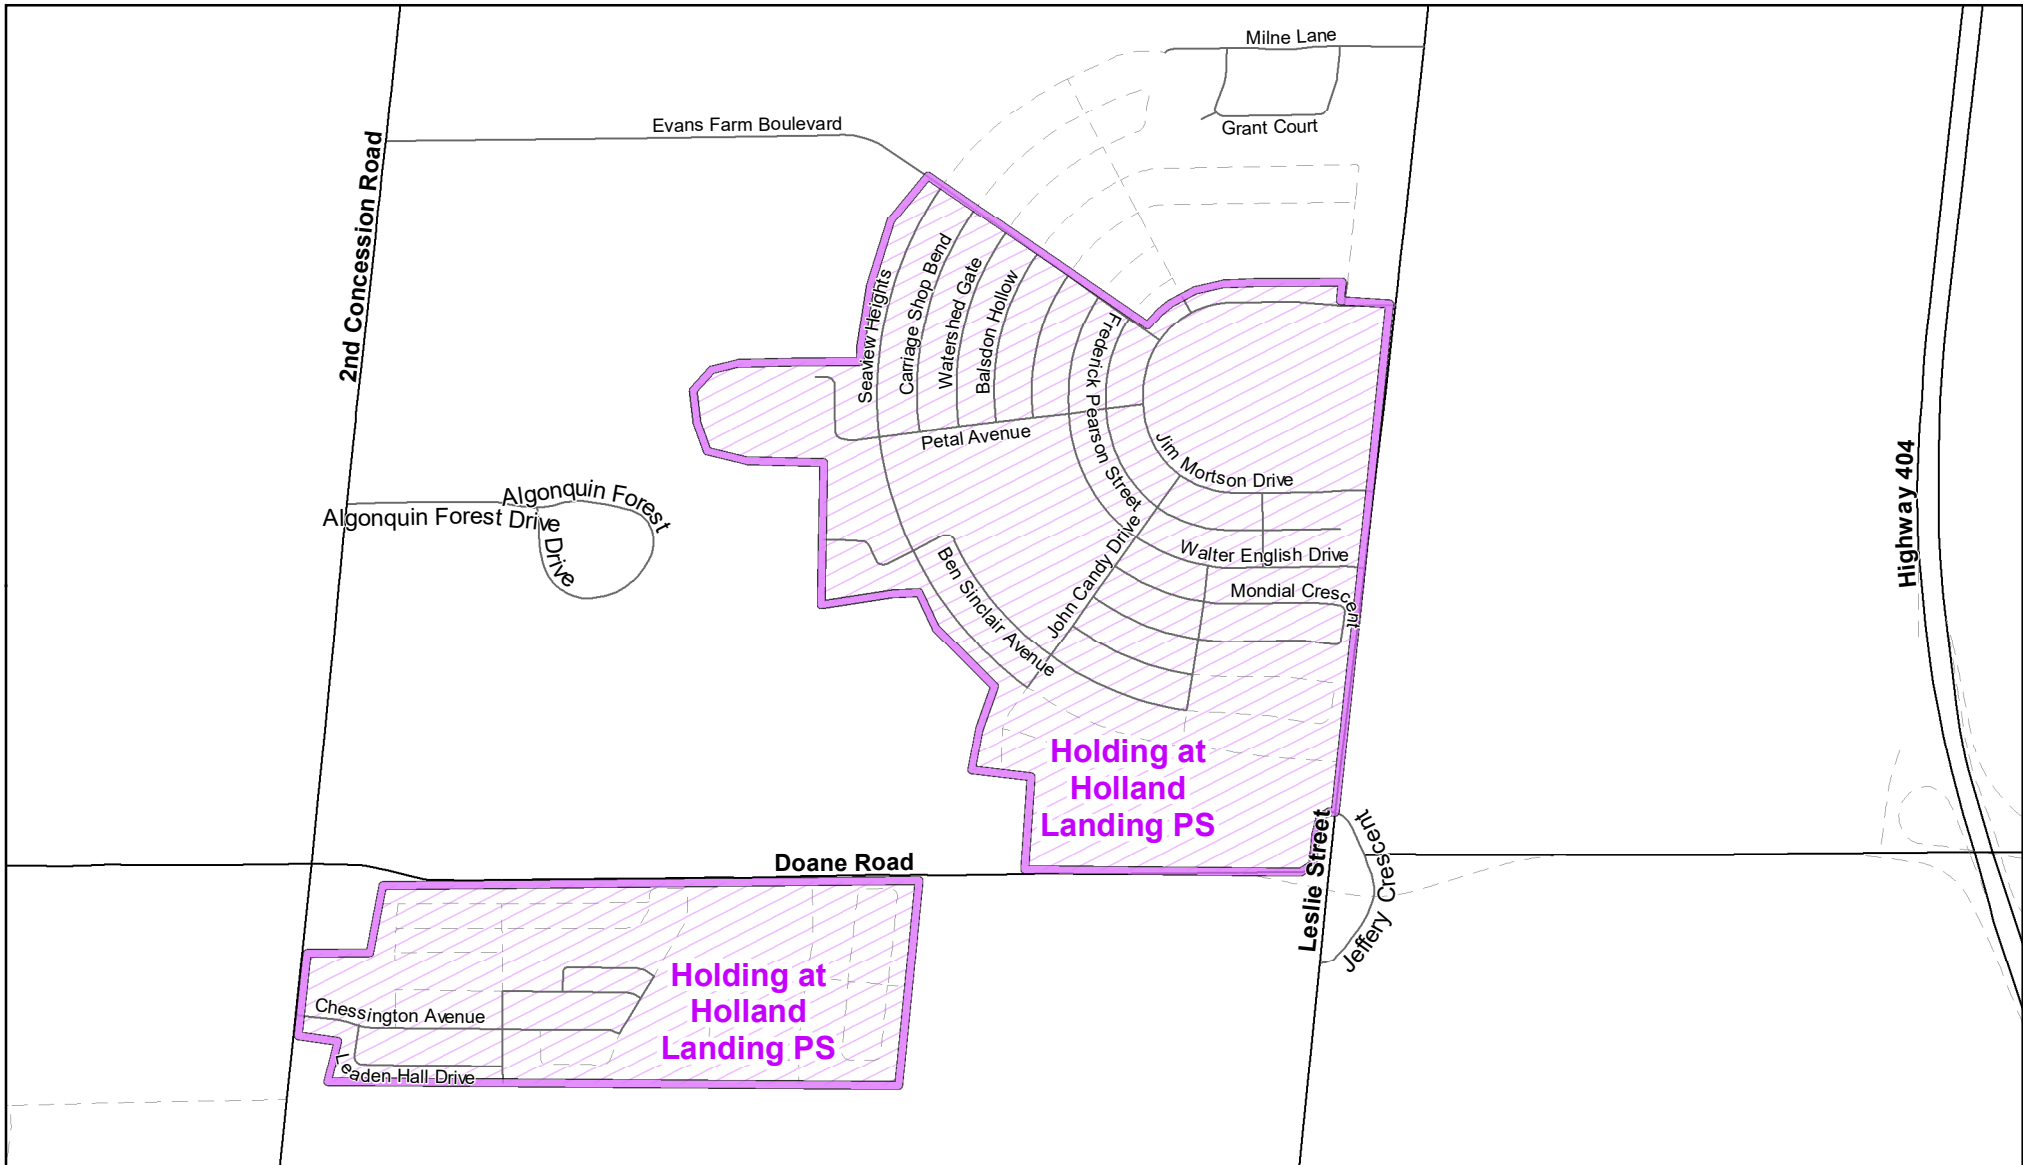 Milne Lane
Evans Farm Boulevard
Grant Court
2nd Concession Road
Seaview Heights
Carriage Shop Bend
Watershed Gate
Balsdon Hollow
Frederick Pearson Street
Petal Avenue
Jim Mortson Drive
Highway 404
Algonquin Forest
Algonquin Forest Drive
Drive
Walter English Drive
John Candy Drive
Ben Sinclair Avenue
Mondial Crescent
Holding at
Holland
Landing PS
Leslie Street
Jeffery Crescent
Doane Road
Holding at
Holland
Landing PS
Chessington Avenue
Leaden Hall Drive